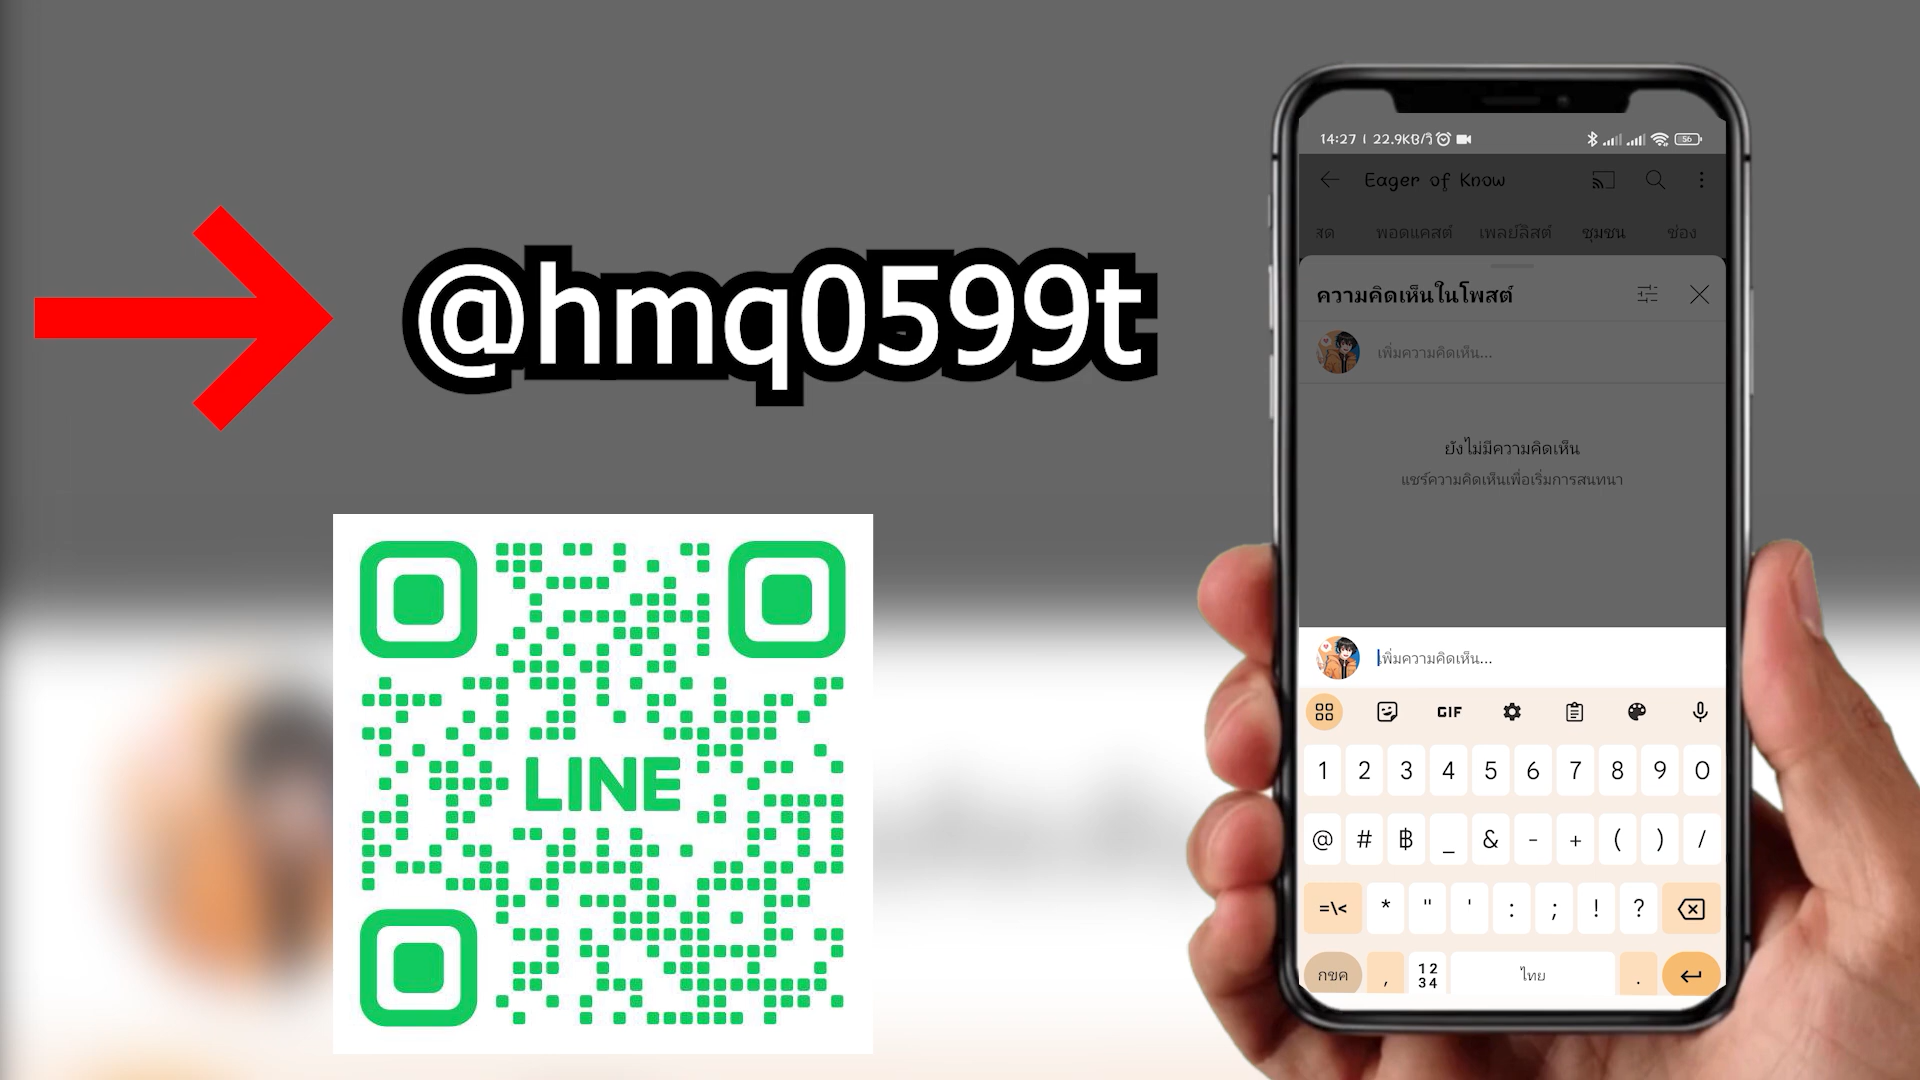 @hmq0599t
LINE
14:27 | 22.9KB/วิ
56
Eager of Know
สด พอดแคสต์ เพลย์ลิสต์ ชุมชน ช่อง
ความคิดเห็นในโพสต์
เพิ่มความคิดเห็น...
ยังไม่มีความคิดเห็น
แชร์ความคิดเห็นเพื่อเริ่มการสนทนา
เพิ่มความคิดเห็น...
GIF
1 2 3 4 5 6 7 8 9 0
@ # ฿ _ & - + ( ) /
=\< * " ' : ; ! ?
กขค , 1234 ไทย .